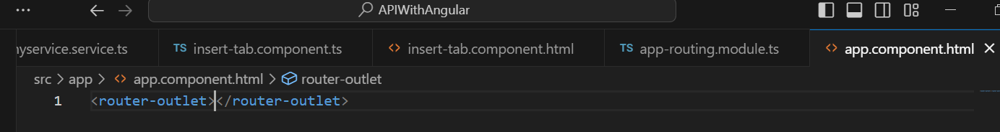 ··· APIWithAngular
yservice.service.ts TS insert-tab.component.ts <> insert-tab.component.html TS app-routing.module.ts <> app.component.html
src > app > <> app.component.html > router-outlet
1 <router-outlet></router-outlet>